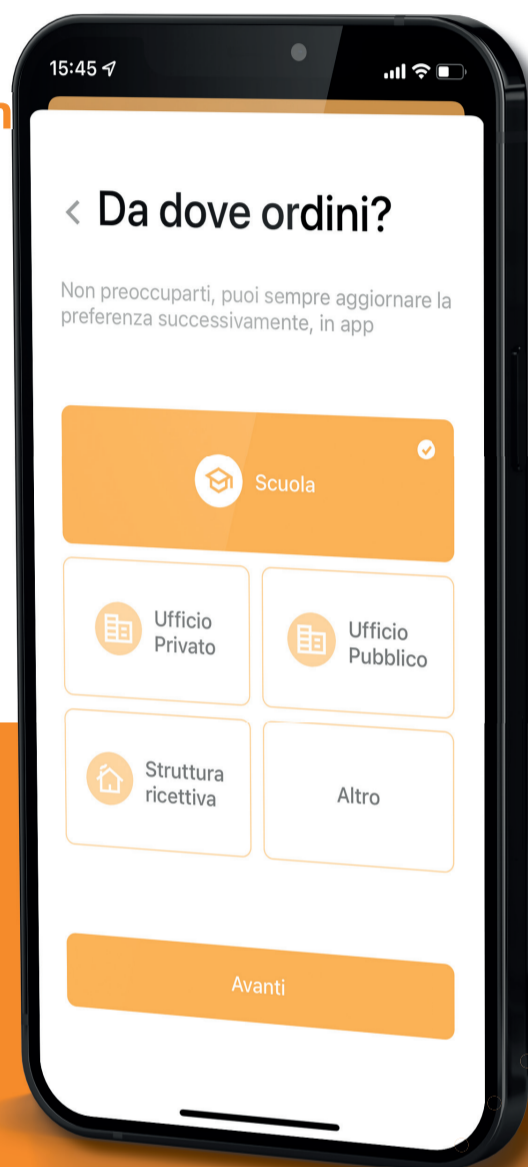 15:45
Da dove ordini?
Non preoccuparti, puoi sempre aggiornare la
preferenza successivamente, in app
Scuola
Ufficio
Privato
Ufficio
Pubblico
Struttura
ricettiva
Altro
Avanti